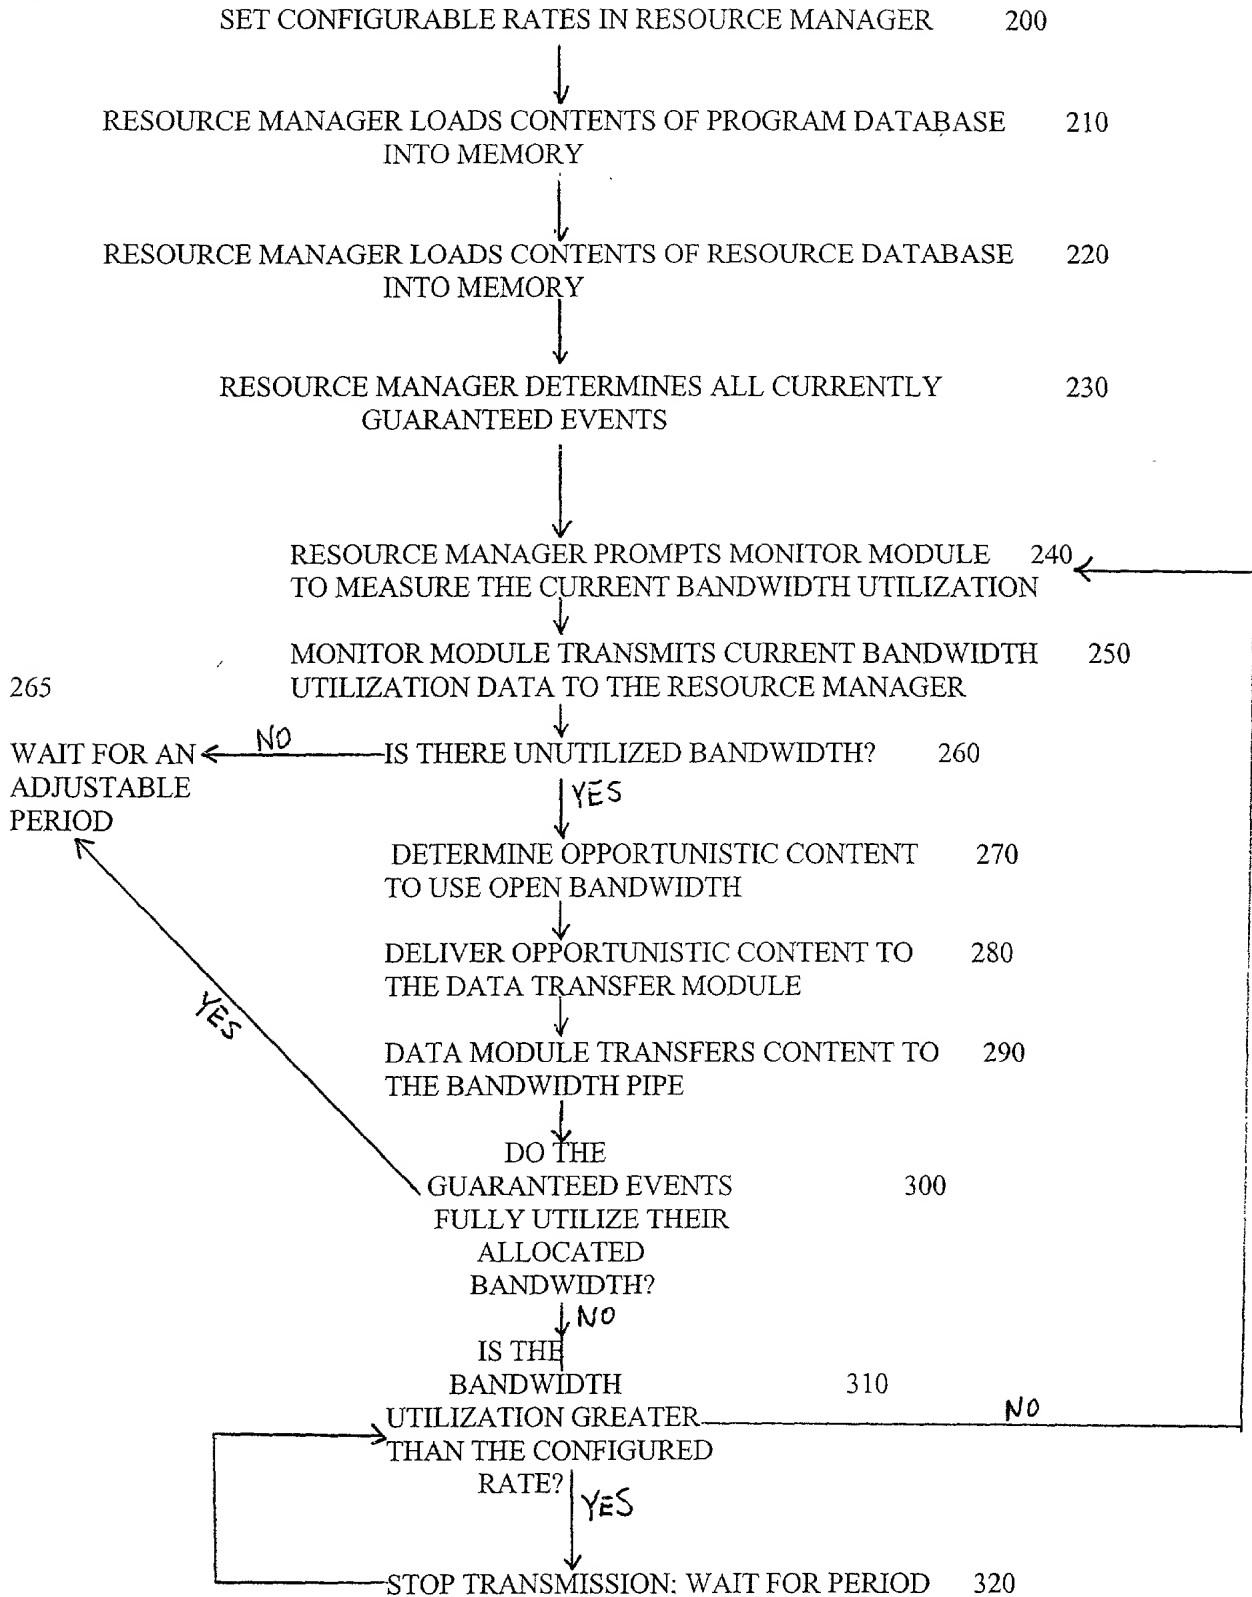 SET CONFIGURABLE RATES IN RESOURCE MANAGER 200
RESOURCE MANAGER LOADS CONTENTS OF PROGRAM DATABASE 210
INTO MEMORY
RESOURCE MANAGER LOADS CONTENTS OF RESOURCE DATABASE 220
INTO MEMORY
RESOURCE MANAGER DETERMINES ALL CURRENTLY 230
GUARANTEED EVENTS
RESOURCE MANAGER PROMPTS MONITOR MODULE 240
TO MEASURE THE CURRENT BANDWIDTH UTILIZATION
MONITOR MODULE TRANSMITS CURRENT BANDWIDTH 250
UTILIZATION DATA TO THE RESOURCE MANAGER
265
WAIT FOR AN
ADJUSTABLE
PERIOD
NO
IS THERE UNUTILIZED BANDWIDTH? 260
YES
DETERMINE OPPORTUNISTIC CONTENT 270
TO USE OPEN BANDWIDTH
DELIVER OPPORTUNISTIC CONTENT TO 280
THE DATA TRANSFER MODULE
YES
DATA MODULE TRANSFERS CONTENT TO 290
THE BANDWIDTH PIPE
DO THE
GUARANTEED EVENTS 300
FULLY UTILIZE THEIR
ALLOCATED
BANDWIDTH?
NO
IS THE
BANDWIDTH 310
UTILIZATION GREATER
NO
THAN THE CONFIGURED
RATE?
YES
STOP TRANSMISSION: WAIT FOR PERIOD 320